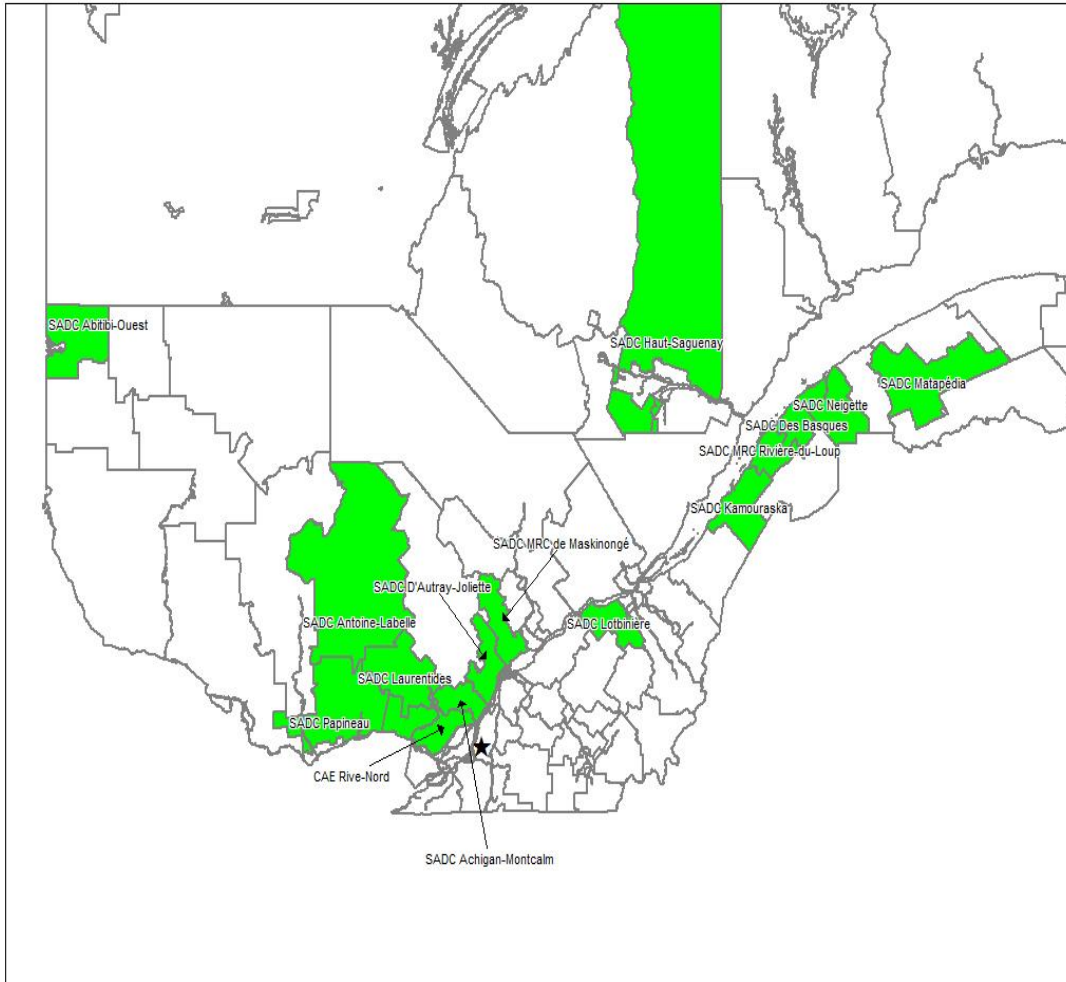 SADC Abitibi-Ouest
SADC Haut-Saguenay
SADC Matapédia
SADC Neigette
SADC Des Basques
SADC MRC Rivière-du-Loup
SADC Kamouraska
SADC MRC de Maskinongé
SADC D'Autray-Joliette
SADC Antoine-Labelle
SADC Lotbinière
SADC Laurentides
SADC Papineau
CAE Rive-Nord
SADC Achigan-Montcalm